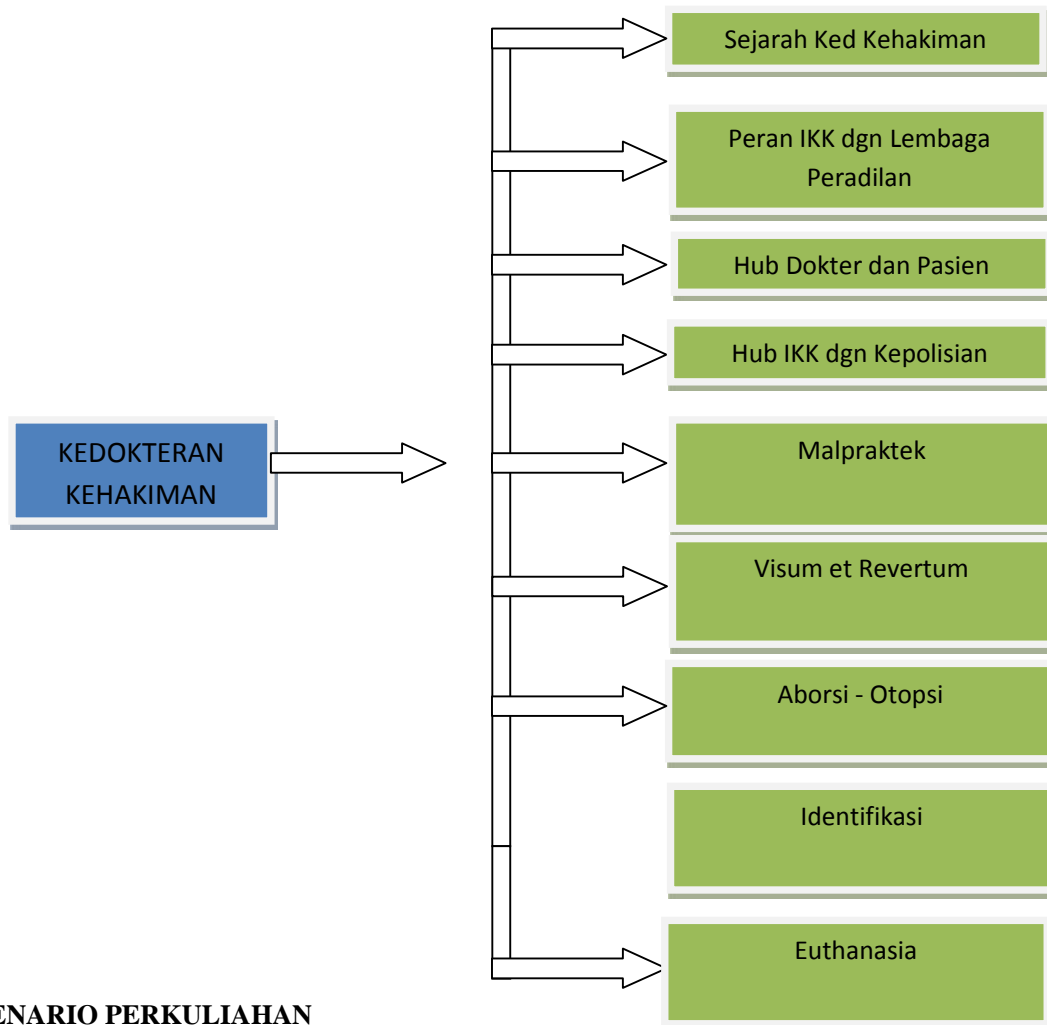 Sejarah Ked Kehakiman
Peran IKK dgn Lembaga
Peradilan
Hub Dokter dan Pasien
Hub IKK dgn Kepolisian
KEDOKTERAN
KEHAKIMAN
Malpraktek
Visum et Revertum
Aborsi - Otopsi
Identifikasi
Euthanasia
ENARIO PERKULIAHAN